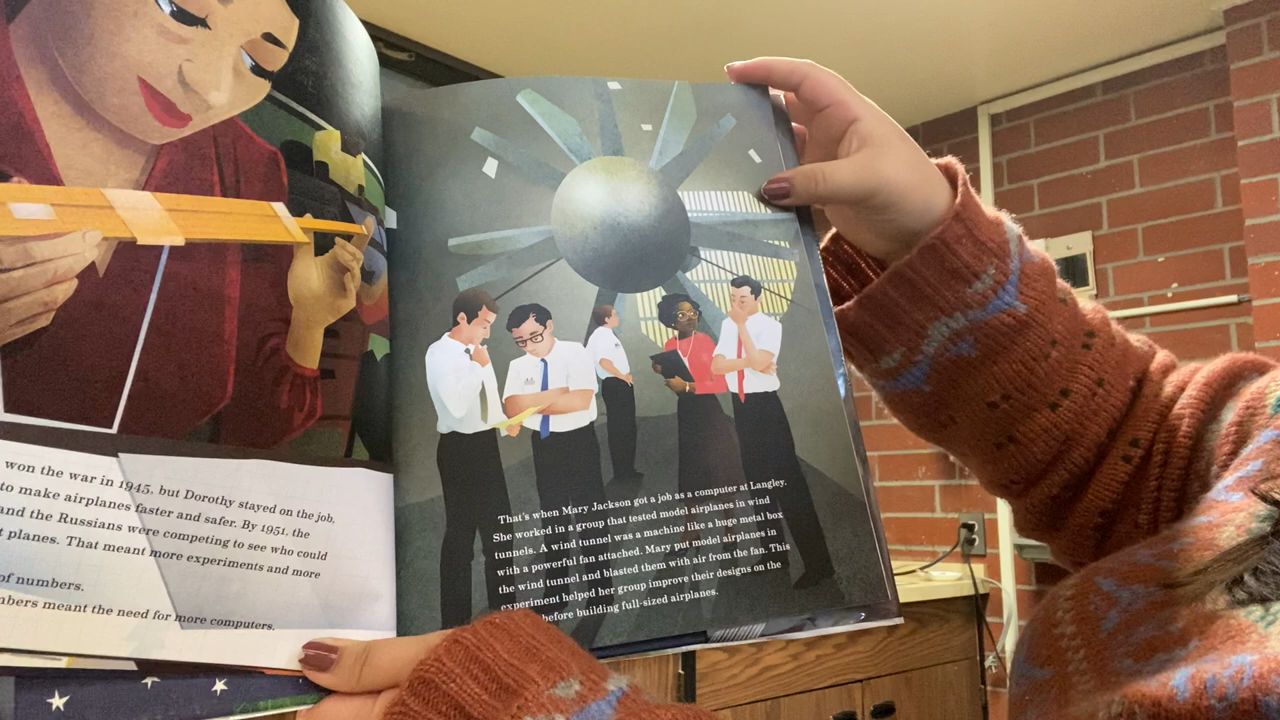 won the war in 1945, but Dorothy stayed on the job,
to make airplanes faster and safer. By 1951, the
and the Russians were competing to see who could
planes. That meant more experiments and more
of numbers.
meant the need for more computers.
That's when Mary Jackson got a job as a computer at Langley.
She worked in a group that tested model airplanes in wind
tunnels. A wind tunnel was a machine like a huge metal box
with a powerful fan attached. Mary put model airplanes in
the wind tunnel and blasted them with air from the fan. This
experiment helped her group improve their designs on the
before building full-sized airplanes.